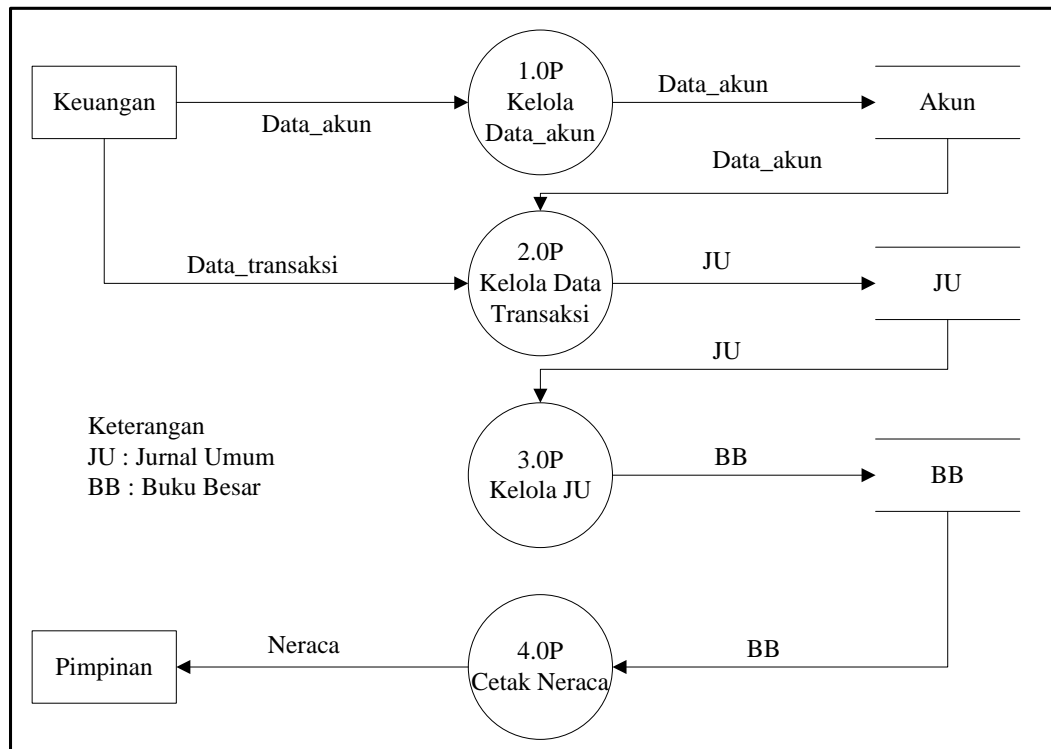 Keuangan
Data_akun
1.0P
Kelola
Data_akun
Data_akun
Akun
Data_akun
Data_transaksi
2.0P
Kelola Data
Transaksi
JU
JU
JU
Keterangan
JU : Jurnal Umum
BB : Buku Besar
3.0P
Kelola JU
BB
BB
Pimpinan
Neraca
4.0P
Cetak Neraca
BB